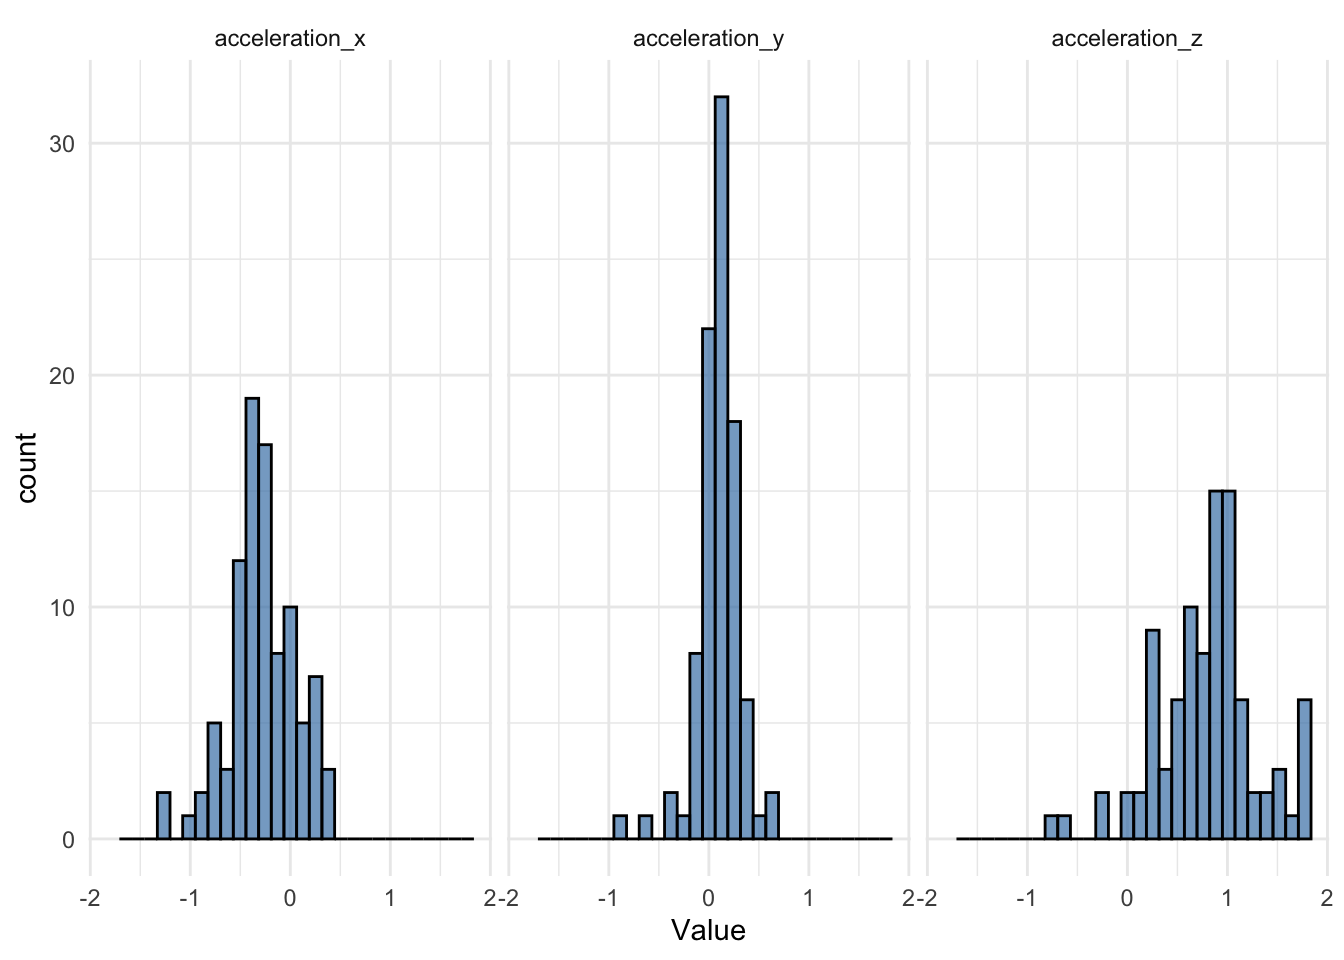 acceleration_x acceleration_y acceleration_z
30
20
10
0
count
-2 -1 0 1 2 -2 -1 0 1 2 -2 -1 0 1 2
Value